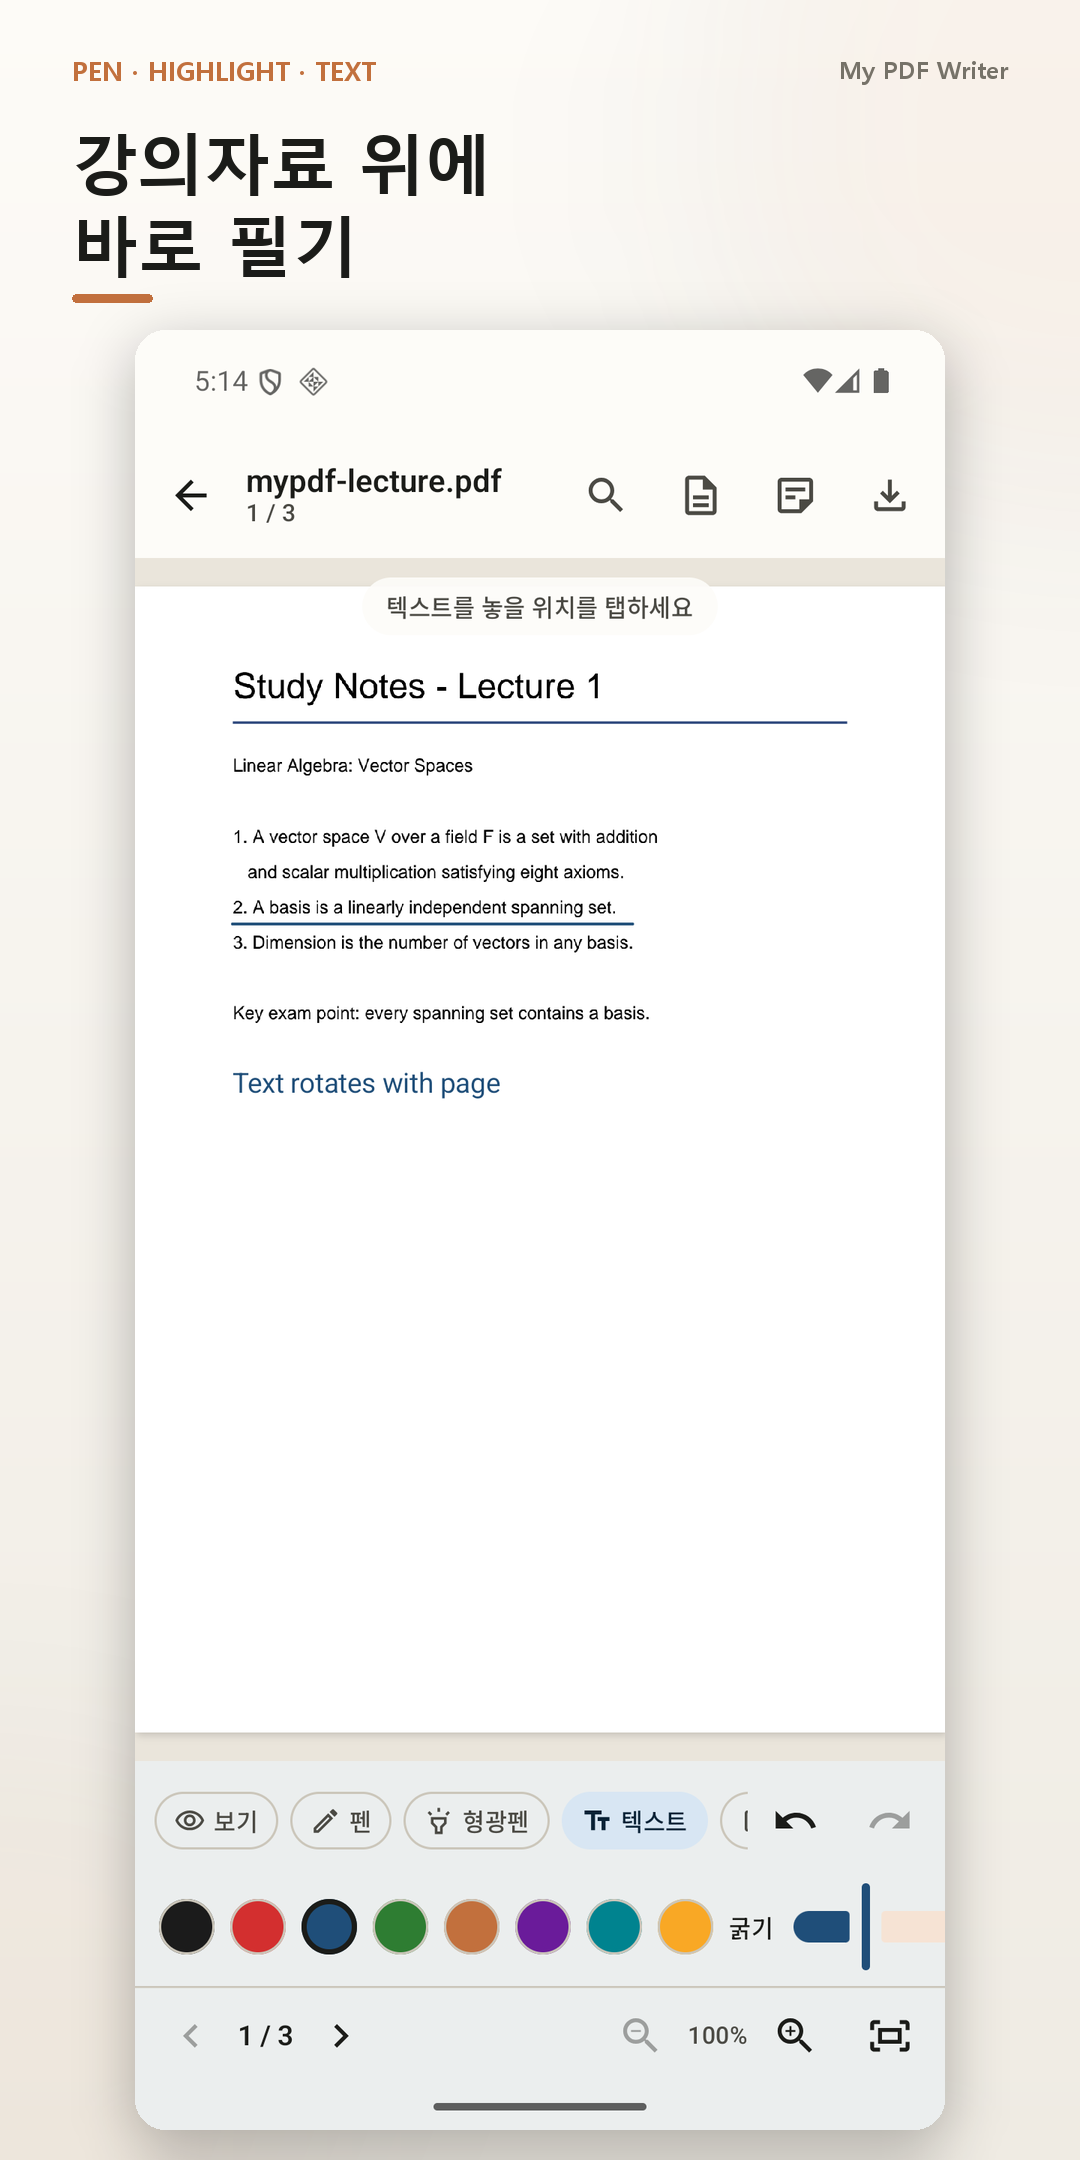 PEN · HIGHLIGHT · TEXT
My PDF Writer
강의자료 위에
바로 필기
5:14
mypdf-lecture.pdf
1 / 3
텍스트를 놓을 위치를 탭하세요
Study Notes - Lecture 1
Linear Algebra: Vector Spaces
1. A vector space V over a field F is a set with addition
and scalar multiplication satisfying eight axioms.
2. A basis is a linearly independent spanning set.
3. Dimension is the number of vectors in any basis.
Key exam point: every spanning set contains a basis.
Text rotates with page
보기
펜
형광펜
텍스트
굵기
1 / 3
100%